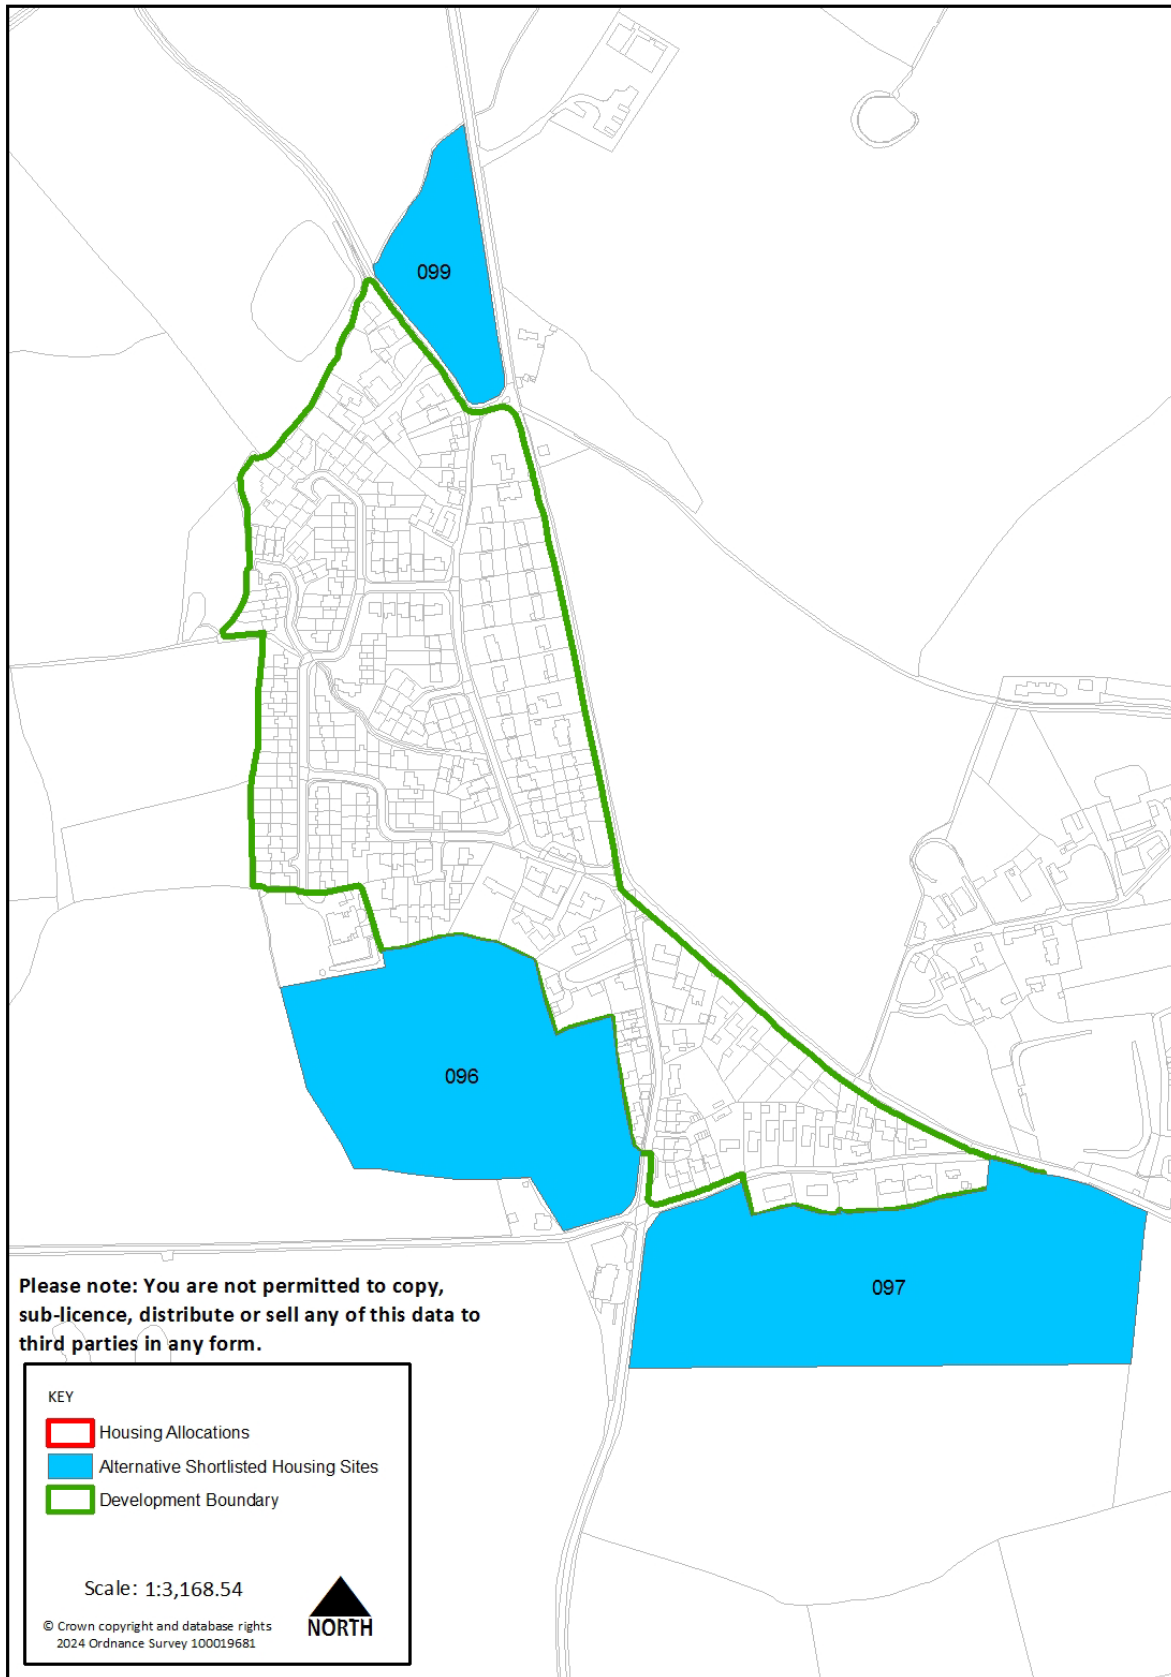 099
096
097
Please note: You are not permitted to copy,
sub-licence, distribute or sell any of this data to
third parties in any form.
KEY
Housing Allocations
Alternative Shortlisted Housing Sites
Development Boundary
Scale: 1:3,168.54
© Crown copyright and database rights
2024 Ordnance Survey 100019681
NORTH